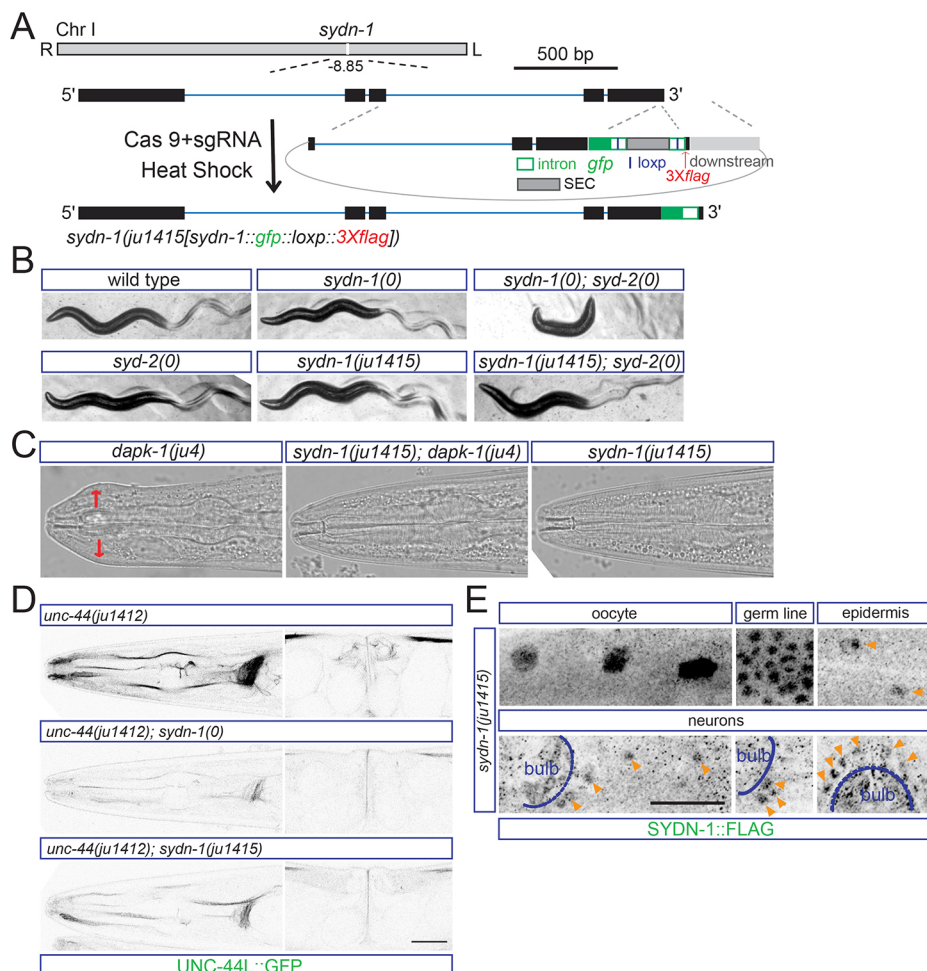 A
Chr I
sydn-1
R
L
-8.85
500 bp
5'
3'
Cas 9+sgRNA
Heat Shock
intron
gfp
loxp
downstream
3Xflag
SEC
5'
3'
sydn-1(ju1415[sydn-1::gfp::loxp::3Xflag])
B
wild type
sydn-1(0)
sydn-1(0); syd-2(0)
syd-2(0)
sydn-1(ju1415)
sydn-1(ju1415); syd-2(0)
C
dapk-1(ju4)
sydn-1(ju1415); dapk-1(ju4)
sydn-1(ju1415)
D
unc-44(ju1412)
unc-44(ju1412); sydn-1(0)
unc-44(ju1412); sydn-1(ju1415)
UNC-44L::GFP
E
oocyte
germ line
epidermis
sydn-1(ju1415)
neurons
bulb
bulb
bulb
SYDN-1::FLAG